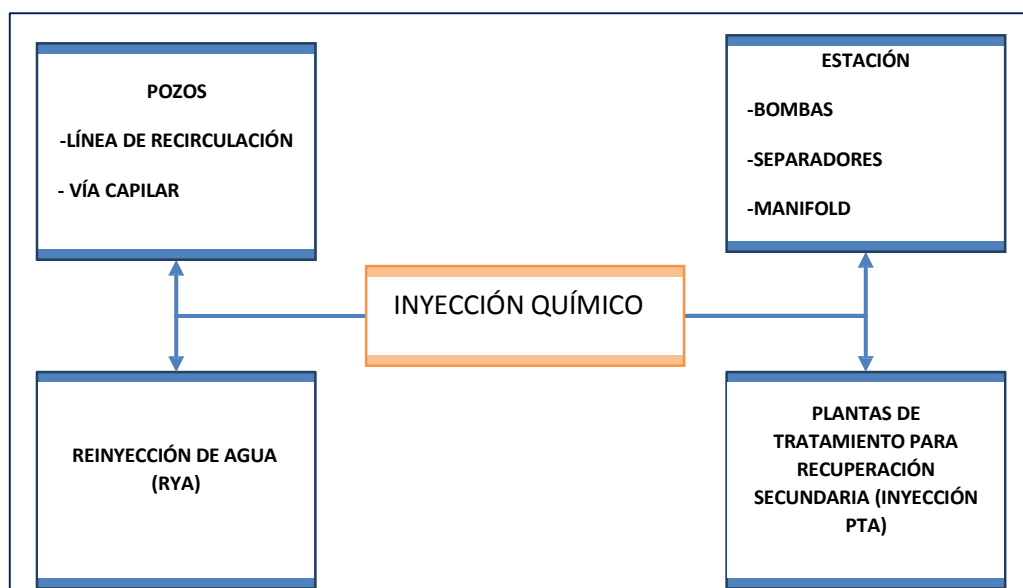 POZOS
-LÍNEA DE RECIRCULACIÓN
- VÍA CAPILAR
ESTACIÓN
-BOMBAS
-SEPARADORES
-MANIFOLD
INYECCIÓN QUÍMICO
REINYECCIÓN DE AGUA
(RYA)
PLANTAS DE
TRATAMIENTO PARA
RECUPERACIÓN
SECUNDARIA (INYECCIÓN
PTA)